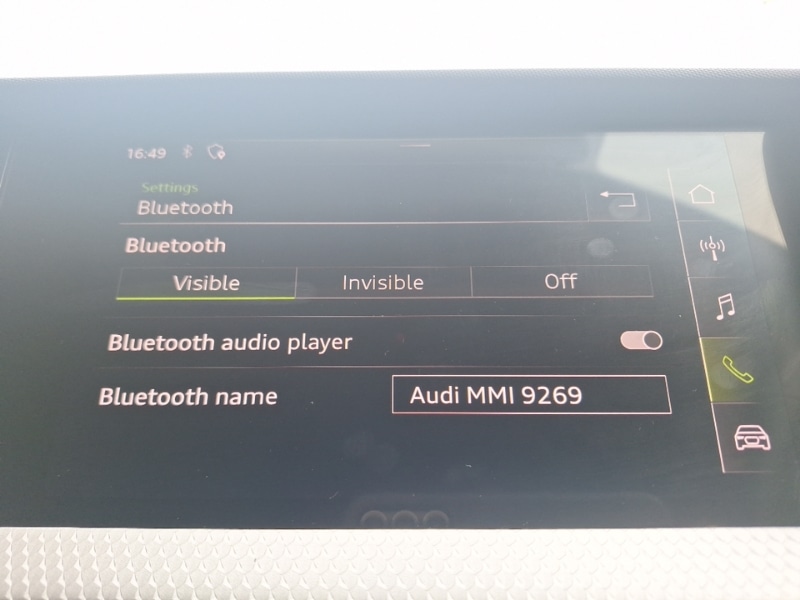 16:49
Settings
Bluetooth
Bluetooth
Visible Invisible Off
Bluetooth audio player
Bluetooth name Audi MMI 9269